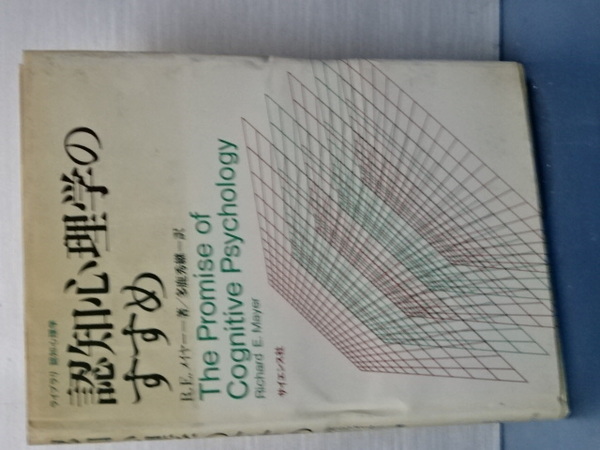 ライブラリ 認知心理学
認知心理学の
すすめ
R.E.メイヤー—著／多鹿秀継—訳
The Promise of
Cognitive Psychology
Richard E. Mayer
サイエンス社